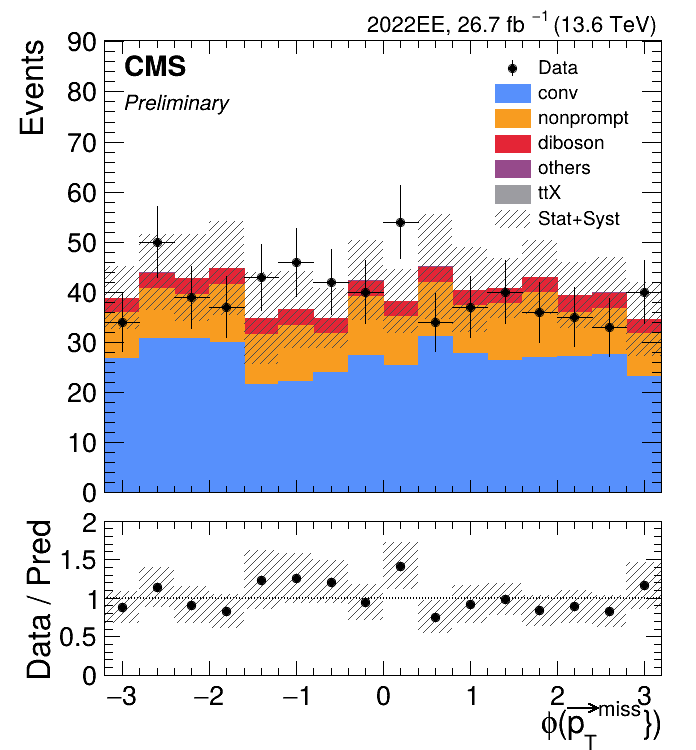 2022EE, 26.7 fb⁻¹ (13.6 TeV)
CMS
Preliminary
Data
conv
nonprompt
diboson
others
ttX
Stat+Syst
Events
90
80
70
60
50
40
30
20
10
0
Data / Pred
2
1.5
1
0.5
0
−3 −2 −1 0 1 2 3
ϕ(p⃗_T^miss})